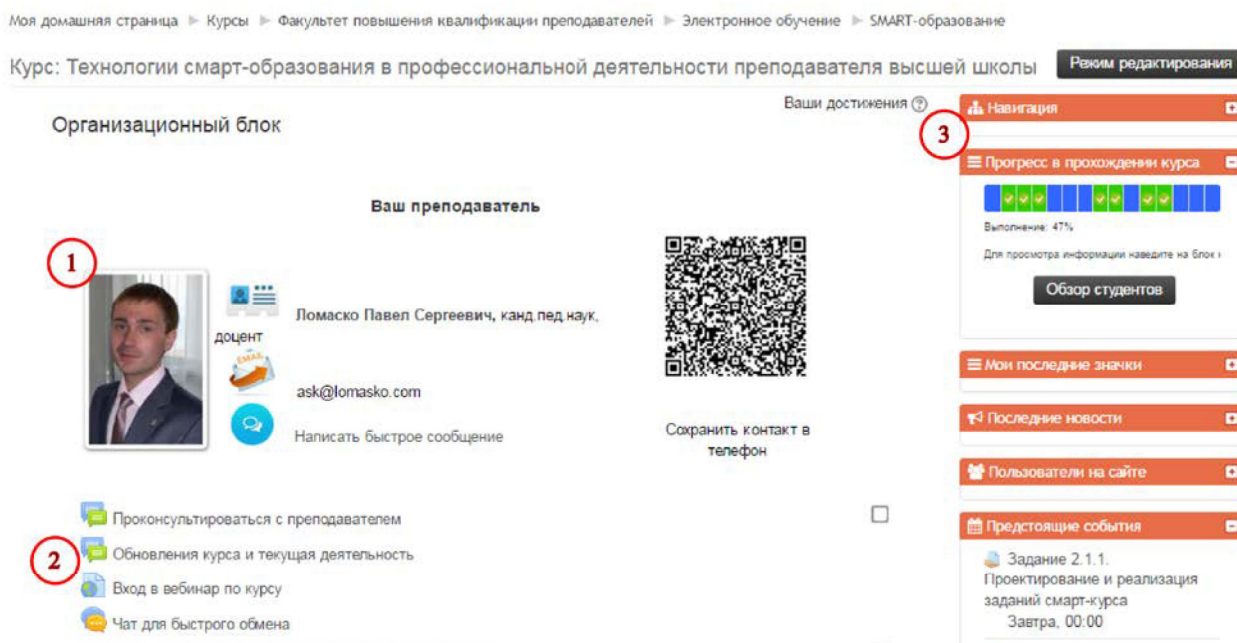 Моя домашняя страница ► Курсы ► Факультет повышения квалификации преподавателей ► Электронное обучение ► SMART-образование
Курс: Технологии смарт-образования в профессиональной деятельности преподавателя высшей школы
Режим редактирования
Ваши достижения
Организационный блок
Ваш преподаватель
1
Ломаско Павел Сергеевич, канд.пед.наук,
доцент
EMAIL
ask@lomasko.com
Написать быстрое сообщение
Сохранить контакт в
телефон
2
Проконсультироваться с преподавателем
Обновления курса и текущая деятельность
Вход в вебинар по курсу
Чат для быстрого обмена
3
Навигация
Прогресс в прохождении курса
Выполнение: 47%
Для просмотра информации наведите на блок
Обзор студентов
Мои последние значки
Последние новости
Пользователи на сайте
Предстоящие события
Задание 2.1.1.
Проектирование и реализация
заданий смарт-курса
Завтра, 00:00